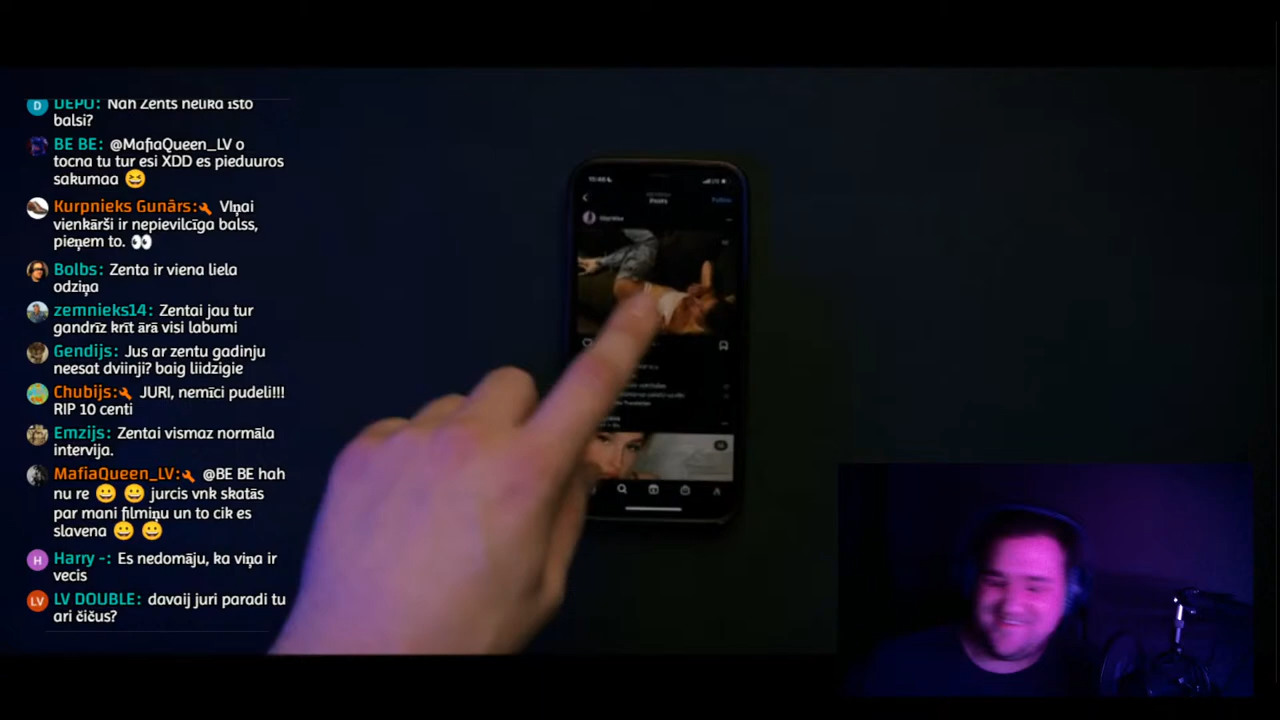 DEPO: Nah Zents nelika īsto
balsi?
BE BE: @MafiaQueen_LV o
tocna tu tur esi XDD es pieduuros
sakumaa 😆
Kurpnieks Gunārs: Viņai
vienkārši ir nepievilcīga balss,
pieņem to. 👀
Bolbs: Zenta ir viena liela
odziņa
zemnieks14: Zentai jau tur
gandrīz krīt ārā visi labumi
Gendijs: Jus ar zentu gadinju
neesat dviinji? baig liidzigie
Chubijs: JURI, nemīci pudeli!!!
RIP 10 centi
Emzijs: Zentai vismaz normāla
intervija.
MafiaQueen_LV: @BE BE hah
nu re 😀 😀 jurcis vnk skatās
par mani filmiņu un to cik es
slavena 😀 😀
Harry -: Es nedomāju, ka viņa ir
vecis
LV DOUBLE: davaij juri paradi tu
ari čičus?
Posts
Follow